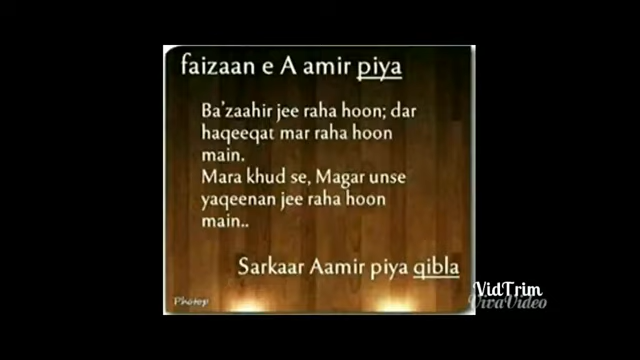 faizaan e A amir piya
Ba'zaahir jee raha hoon; dar
haqeeqat mar raha hoon
main.
Mara khud se, Magar unse
yaqeenan jee raha hoon
main..
Sarkaar Aamir piya qibla
VidTrim
VivaVideo
Photop